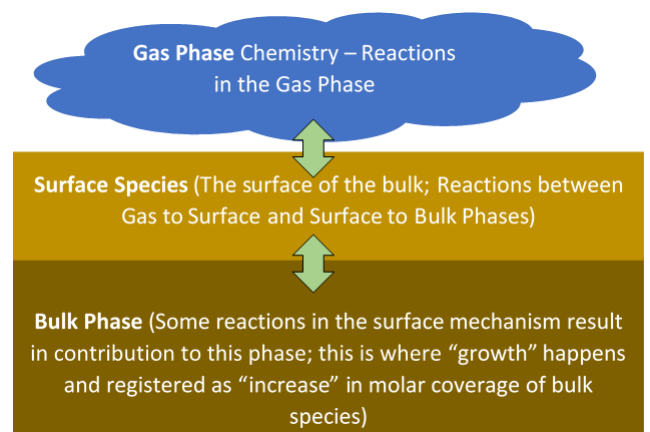 Gas Phase Chemistry – Reactions
in the Gas Phase
Surface Species (The surface of the bulk; Reactions between
Gas to Surface and Surface to Bulk Phases)
Bulk Phase (Some reactions in the surface mechanism result
in contribution to this phase; this is where “growth” happens
and registered as “increase” in molar coverage of bulk
species)